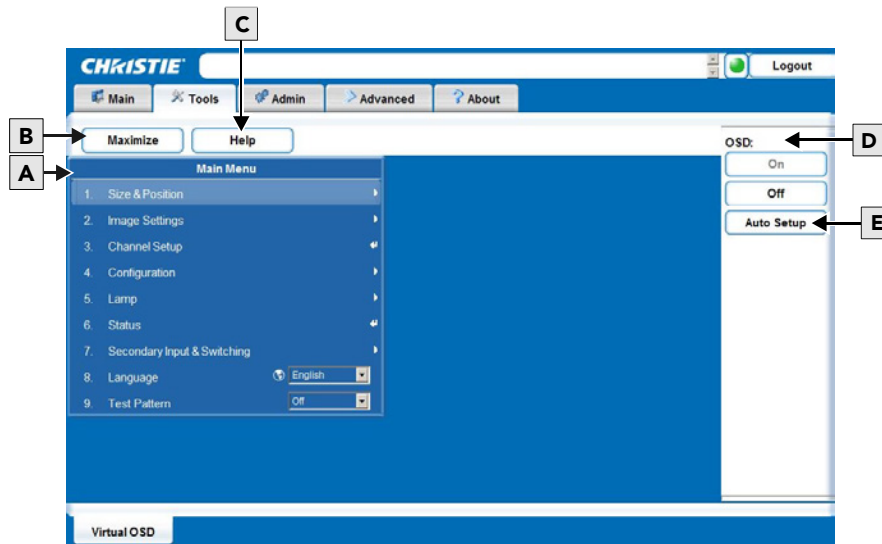 C
CHRISTIE
Logout
Main Tools Admin Advanced ? About
B
Maximize Help
OSD:
D
A
Main Menu
On
1. Size & Position
Off
2. Image Settings
Auto Setup
E
3. Channel Setup
4. Configuration
5. Lamp
6. Status
7. Secondary Input & Switching
8. Language English
9. Test Pattern Off
Virtual OSD